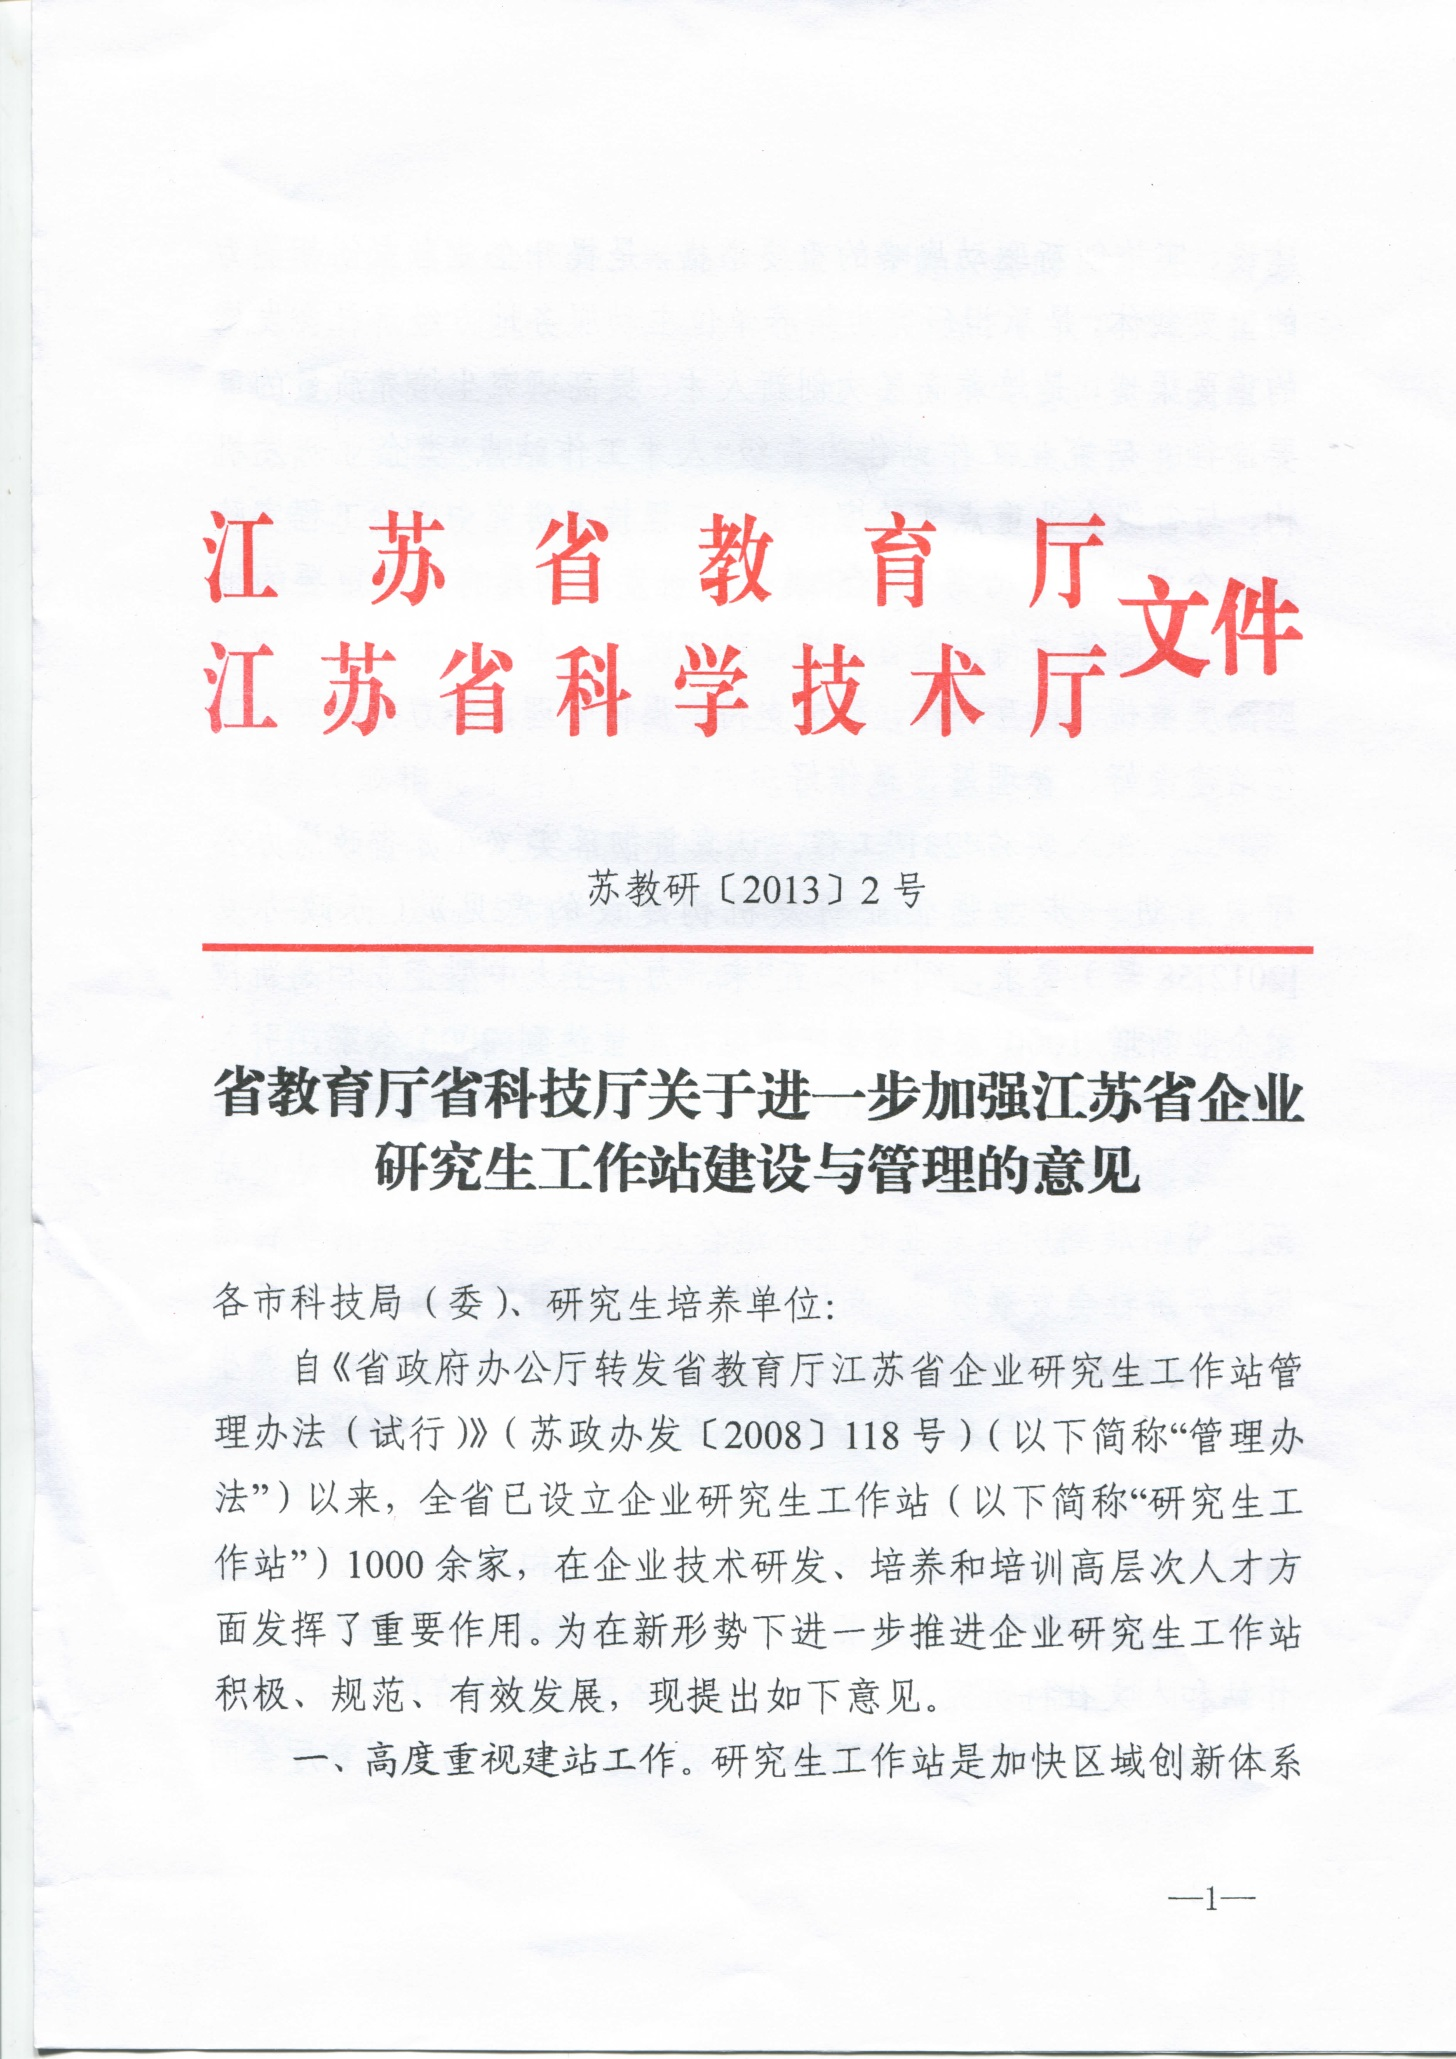 江苏省教育厅
江苏省科学技术厅
文件
苏教研〔2013〕2号
省教育厅省科技厅关于进一步加强江苏省企业
研究生工作站建设与管理的意见
各市科技局（委）、研究生培养单位：
自《省政府办公厅转发省教育厅江苏省企业研究生工作站管
理办法（试行）》（苏政办发〔2008〕118号）（以下简称“管理办
法”）以来，全省已设立企业研究生工作站（以下简称“研究生工
作站”）1000余家，在企业技术研发、培养和培训高层次人才方
面发挥了重要作用。为在新形势下进一步推进企业研究生工作站
积极、规范、有效发展，现提出如下意见。
一、高度重视建站工作。研究生工作站是加快区域创新体系
—1—